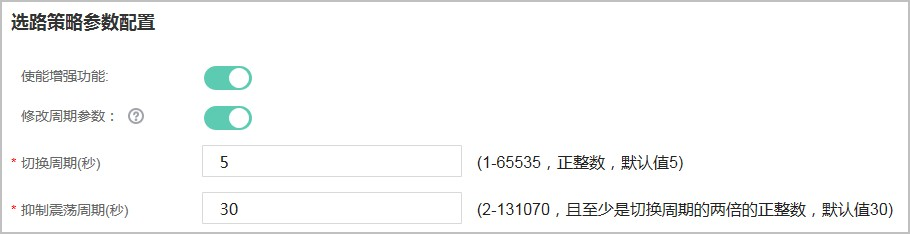 选路策略参数配置
使能增强功能:
修改周期参数： ?
* 切换周期(秒) 5 (1-65535，正整数，默认值5)
* 抑制震荡周期(秒) 30 (2-131070，且至少是切换周期的两倍的正整数，默认值30)